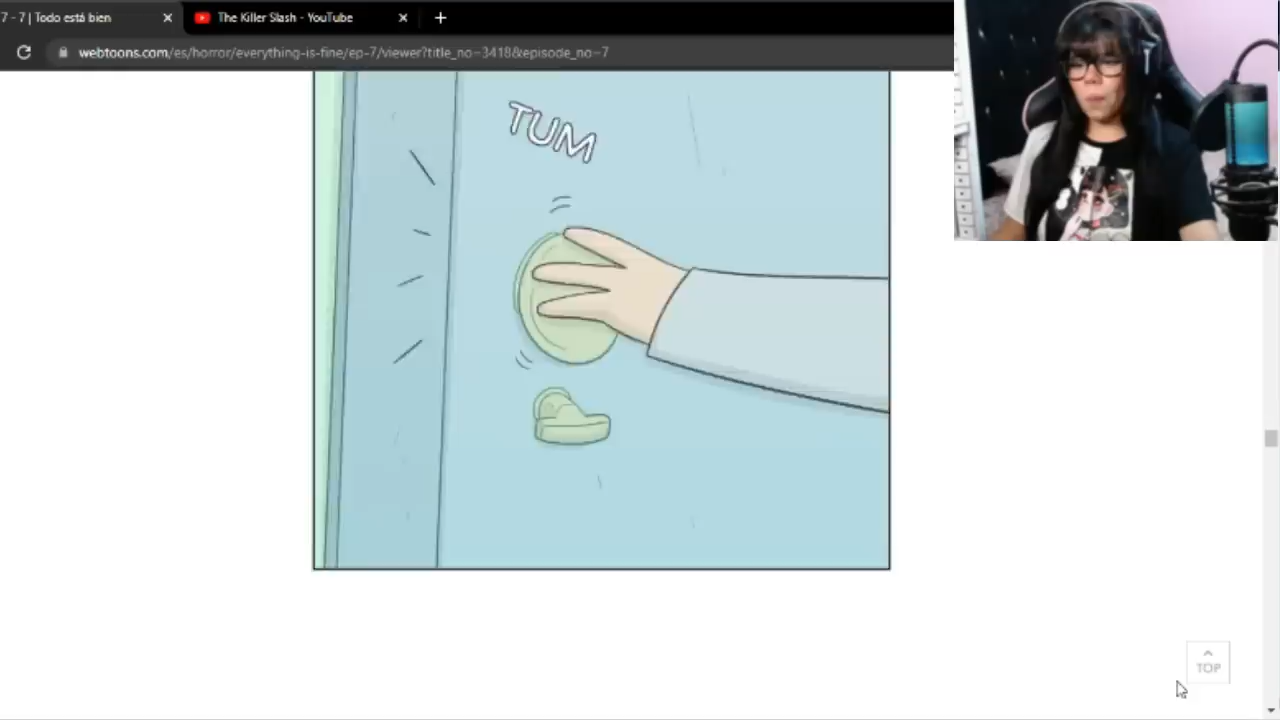 7 - 7 | Todo está bien
The Killer Slash - YouTube
webtoons.com/es/horror/everything-is-fine/ep-7/viewer?title_no=3418&episode_no=7
TUM
TOP